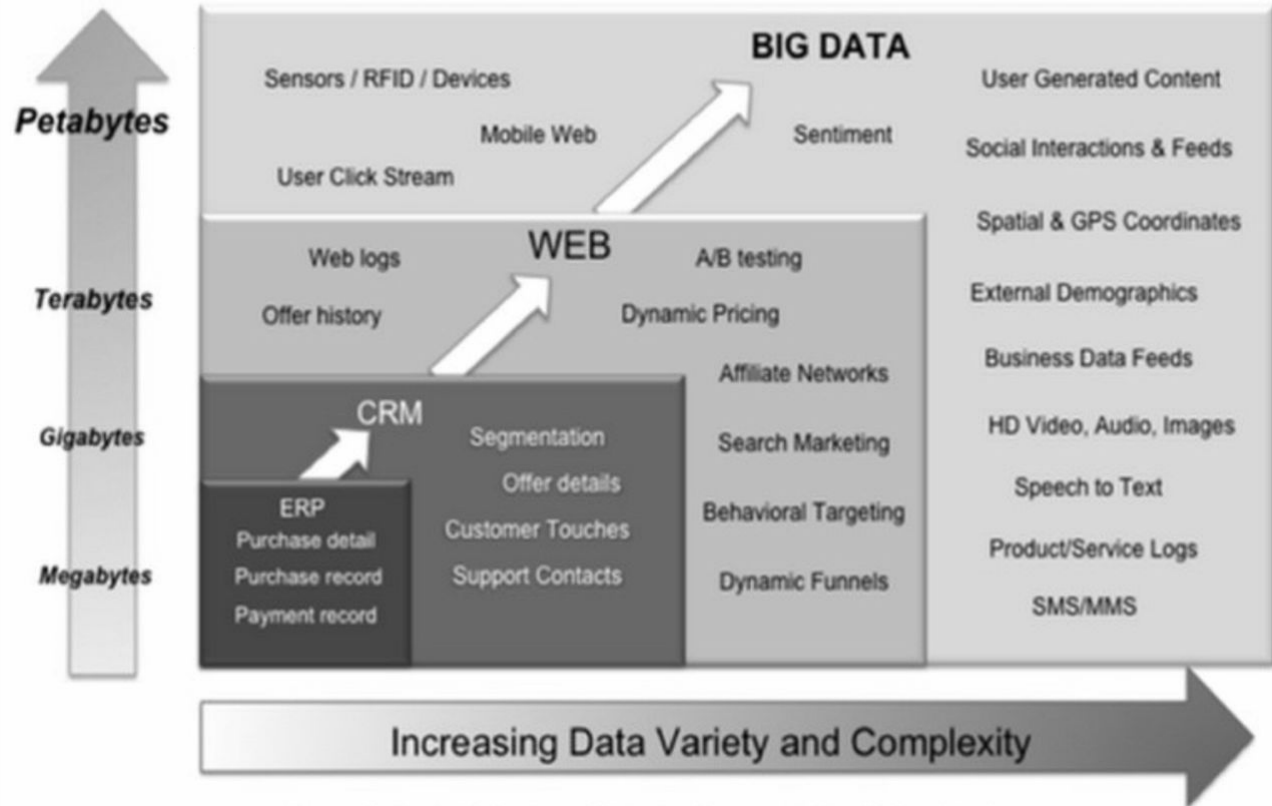 BIG DATA
Sensors / RFID / Devices
User Generated Content
Petabytes
Mobile Web
Sentiment
Social Interactions & Feeds
User Click Stream
Spatial & GPS Coordinates
WEB
Web logs
A/B testing
Terabytes
External Demographics
Offer history
Dynamic Pricing
Business Data Feeds
Affiliate Networks
CRM
HD Video, Audio, Images
Gigabytes
Segmentation
Search Marketing
Offer details
Speech to Text
ERP
Behavioral Targeting
Purchase detail
Customer Touches
Product/Service Logs
Megabytes
Purchase record
Support Contacts
Dynamic Funnels
SMS/MMS
Payment record
Increasing Data Variety and Complexity